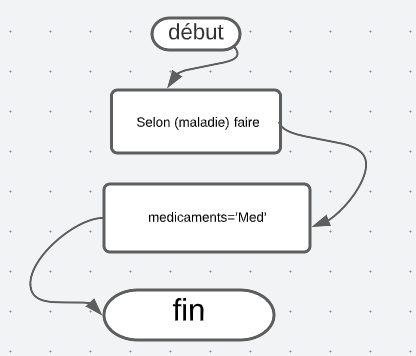 début
Selon (maladie) faire
medicaments='Med'
fin